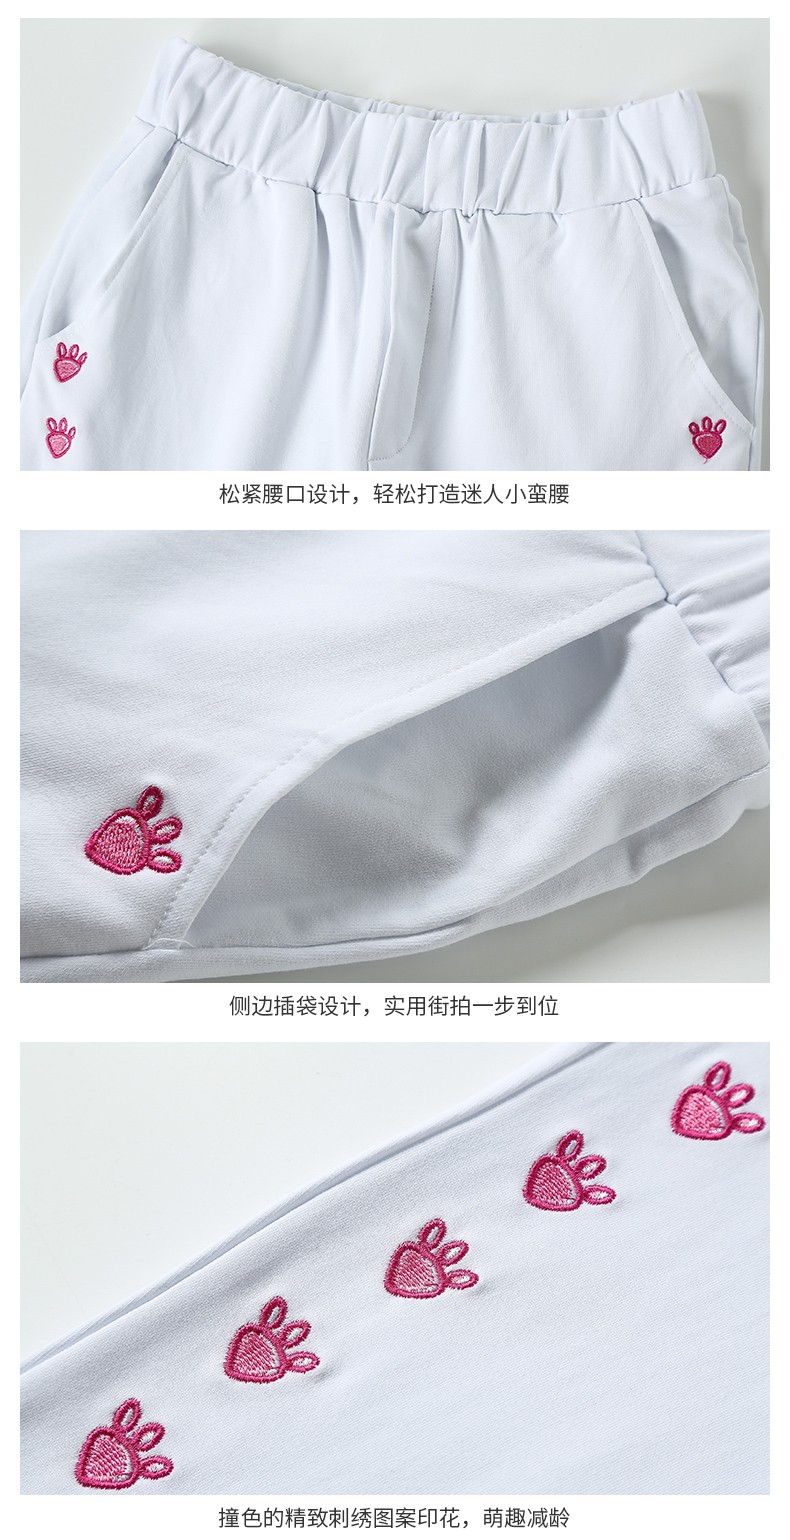 松紧腰口设计，轻松打造迷人小蛮腰
侧边插袋设计，实用街拍一步到位
撞色的精致刺绣图案印花，萌趣减龄